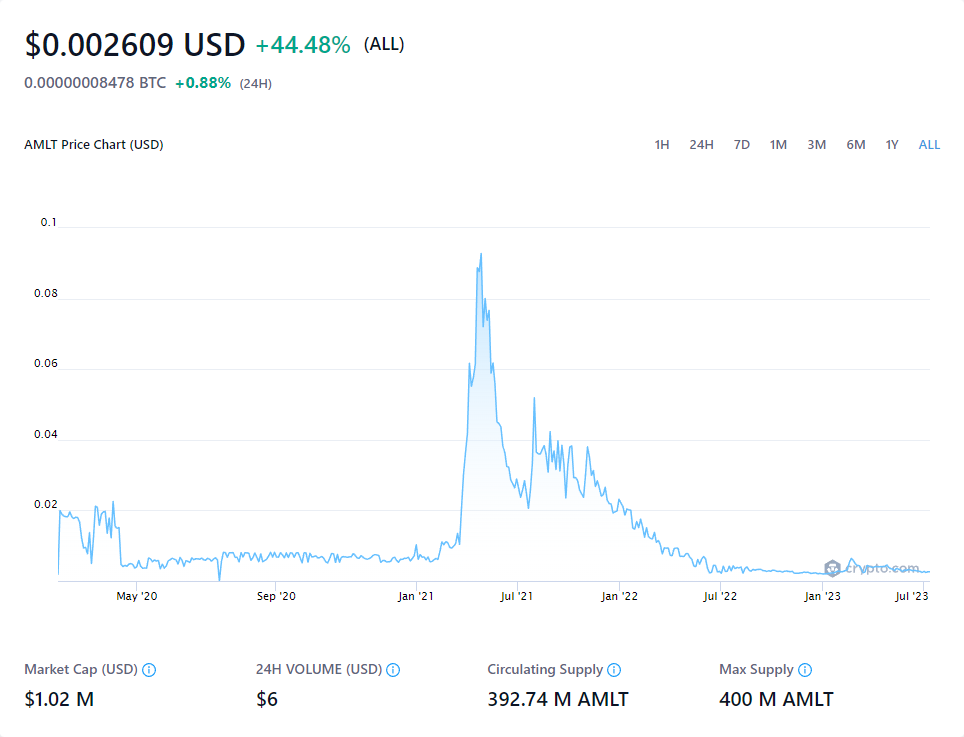 $0.002609 USD +44.48% (ALL)
0.00000008478 BTC +0.88% (24H)
AMLT Price Chart (USD) 1H 24H 7D 1M 3M 6M 1Y ALL
0.1
0.08
0.06
0.04
0.02
crypto.com
May '20 Sep '20 Jan '21 Jul '21 Jan '22 Jul '22 Jan '23 Jul '23
Market Cap (USD) 24H VOLUME (USD) Circulating Supply Max Supply
$1.02 M $6 392.74 M AMLT 400 M AMLT